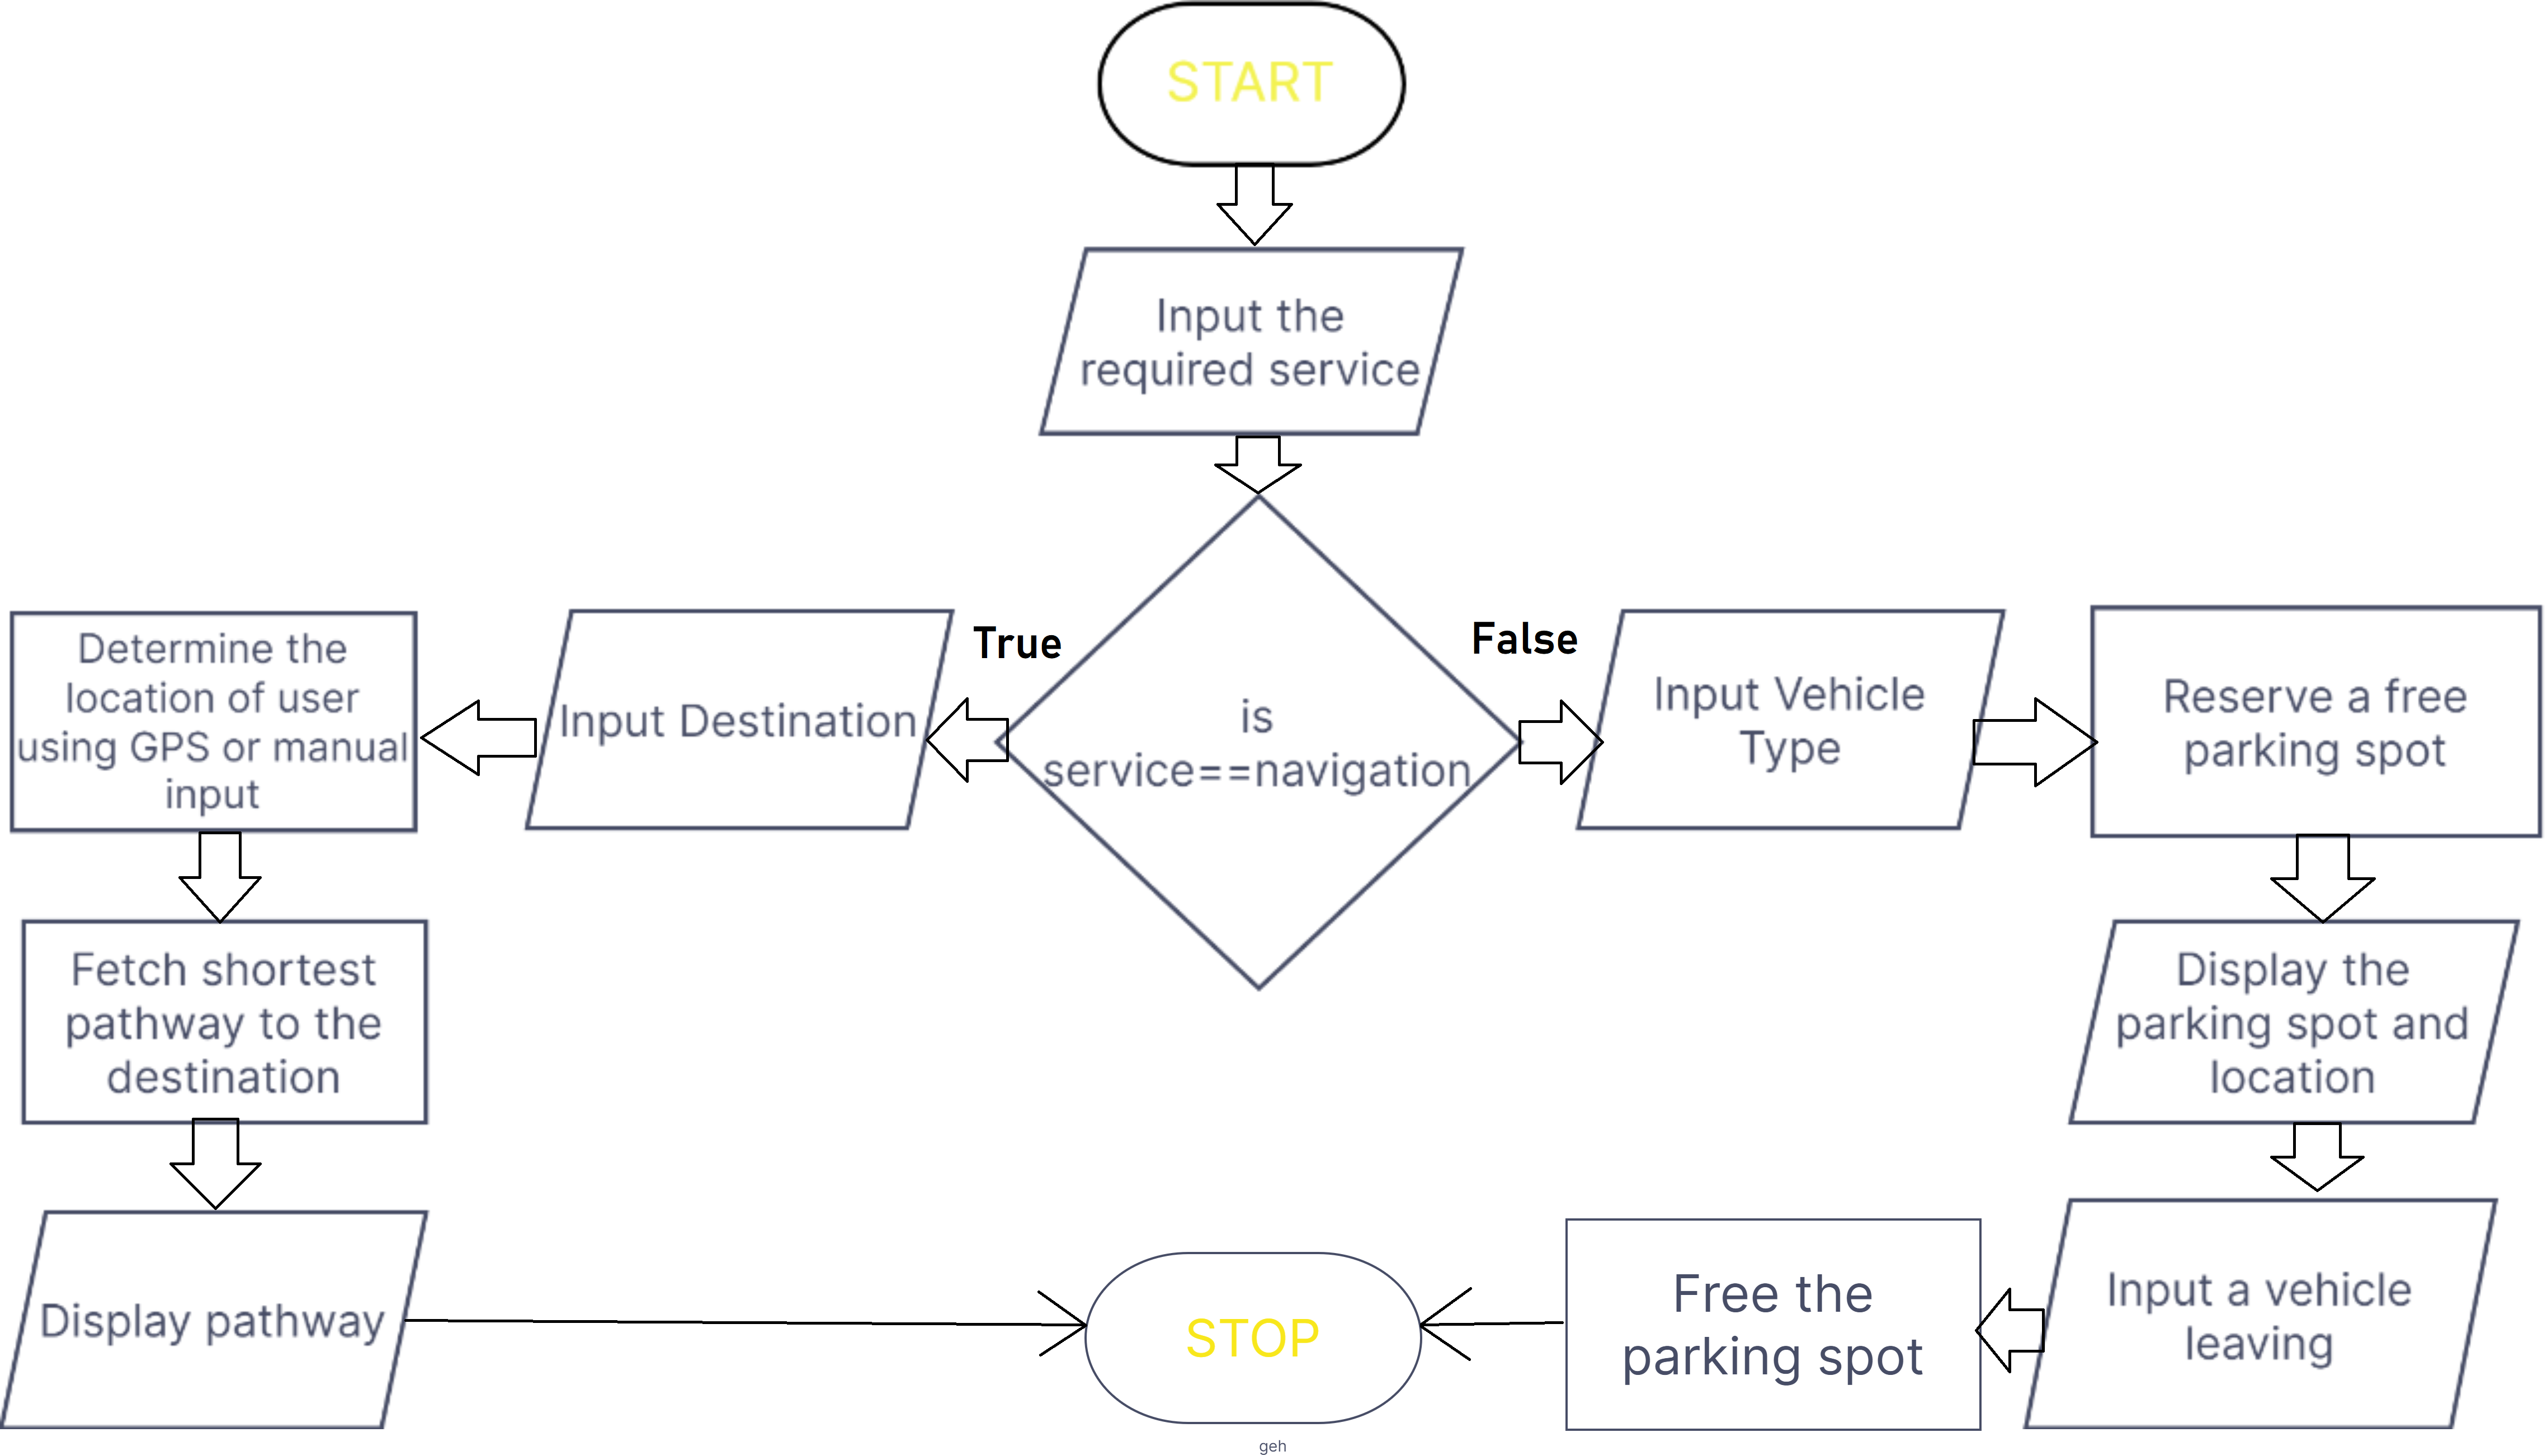 START
Input the
required service
True
False
is
service==navigation
Input Destination
Determine the
location of user
using GPS or manual
input
Fetch shortest
pathway to the
destination
Display pathway
Input Vehicle
Type
Reserve a free
parking spot
Display the
parking spot and
location
Input a vehicle
leaving
Free the
parking spot
STOP
geh